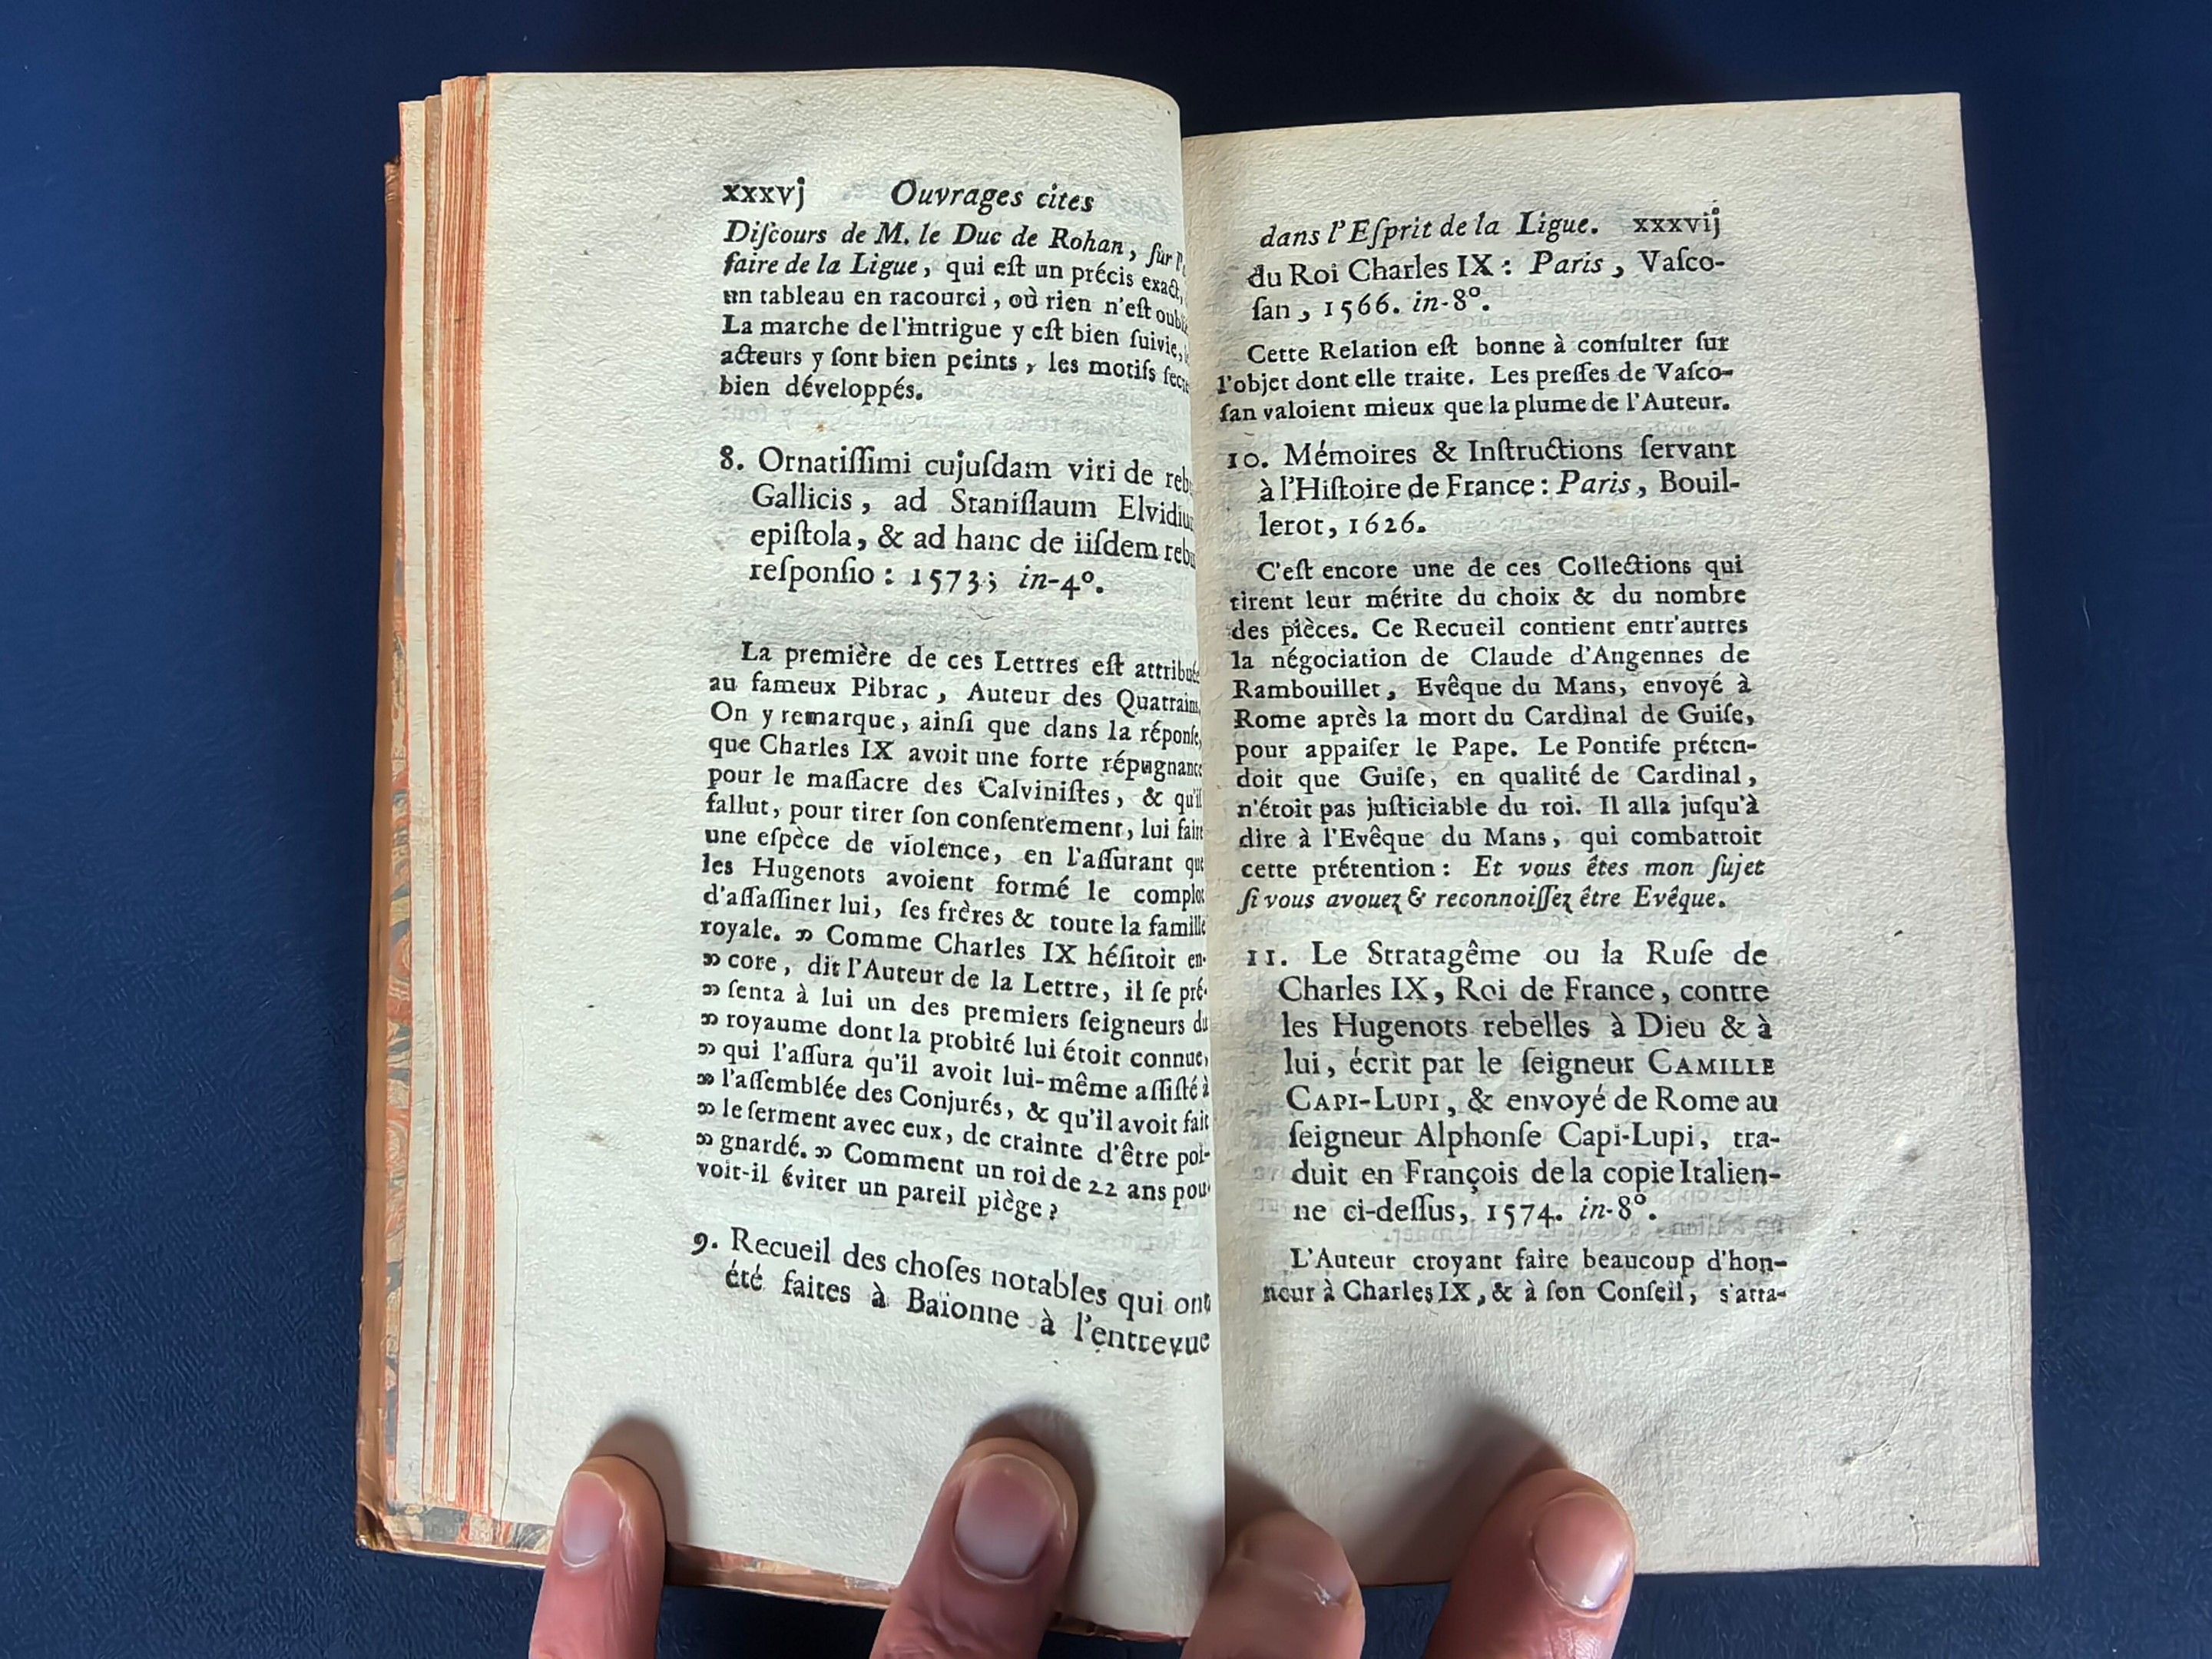 xxxvj Ouvrages cites
Diſcours de M. le Duc de Rohan, ſur
faire de la Ligue, qui eſt un précis exact,
un tableau en racourci, où rien n'eſt
La marche de l'intrigue y eſt bien ſuivie,
acteurs y ſont bien peints, les motifs
bien développés.
8. Ornatiſſimi cujuſdam viri de
Gallicis, ad Staniſlaum
epiſtola, & ad hanc de iiſdem
reſponſio : 1573; in-4°.
La première de ces Lettres eſt
au fameux Pibrac, Auteur des Quatrains.
On y remarque, ainſi que dans la réponſe,
que Charles IX avoit une forte répugnance
pour le maſſacre des Calviniſtes, & qu'il
fallut, pour tirer ſon conſentement, lui faire
une eſpèce de violence, en l'aſſurant que
les Hugenots avoient formé le complot
d'aſſaſſiner lui, ſes frères & toute la famille
royale. » Comme Charles IX héſitoit en-
» core, dit l'Auteur de la Lettre, il ſe pré-
» ſenta à lui un des premiers ſeigneurs du
» royaume dont la probité lui étoit connue,
» qui l'aſſura qu'il avoit lui-même aſſiſté à
» l'aſſemblée des Conjurés, & qu'il avoit fait
» le ſerment avec eux, de crainte d'être poi-
» gnardé. » Comment un roi de 22 ans pou-
voit-il éviter un pareil piège ?
9. Recueil des choſes notables qui ont
été faites à Baïonne à l'entrevue
dans l'Eſprit de la Ligue. xxxvij
du Roi Charles IX : Paris, Vaſco-
ſan, 1566. in-8°.
Cette Relation eſt bonne à conſulter ſur
l'objet dont elle traite. Les preſſes de Vaſco-
ſan valoient mieux que la plume de l'Auteur.
10. Mémoires & Inſtructions ſervant
à l'Hiſtoire de France : Paris, Bouil-
lerot, 1626.
C'eſt encore une de ces Collections qui
tirent leur mérite du choix & du nombre
des pièces. Ce Recueil contient entr'autres
la négociation de Claude d'Angennes de
Rambouillet, Evêque du Mans, envoyé à
Rome après la mort du Cardinal de Guiſe,
pour appaiſer le Pape. Le Pontife préten-
doit que Guiſe, en qualité de Cardinal,
n'étoit pas juſticiable du roi. Il alla juſqu'à
dire à l'Evêque du Mans, qui combattoit
cette prétention : Et vous êtes mon ſujet
ſi vous avouez & reconnoiſſez être Evêque.
11. Le Stratagême ou la Ruſe de
Charles IX, Roi de France, contre
les Hugenots rebelles à Dieu & à
lui, écrit par le ſeigneur CAMILLE
CAPI-LUPI, & envoyé de Rome au
ſeigneur Alphonſe Capi-Lupi, tra-
duit en François de la copie Italien-
ne ci-deſſus, 1574. in-8°.
L'Auteur croyant faire beaucoup d'hon-
neur à Charles IX, & à ſon Conſeil, s'atta-